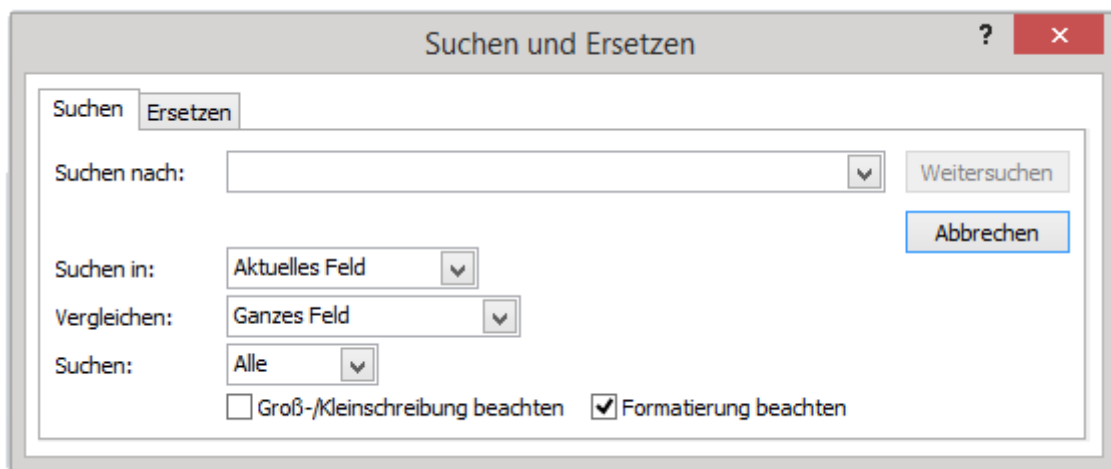 Suchen und Ersetzen ?
Suchen Ersetzen
Suchen nach: Weitersuchen
Abbrechen
Suchen in: Aktuelles Feld
Vergleichen: Ganzes Feld
Suchen: Alle
Groß-/Kleinschreibung beachten Formatierung beachten